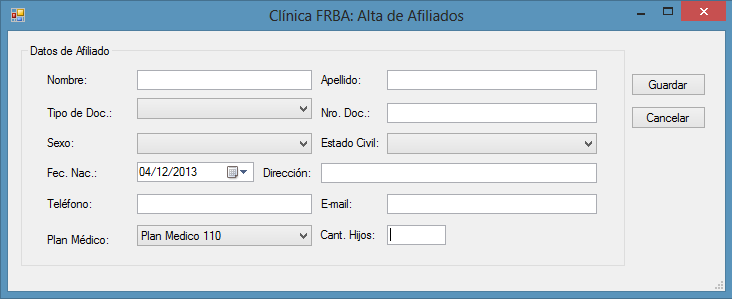 Clínica FRBA: Alta de Afiliados
Datos de Afiliado
Nombre: Apellido:
Guardar
Tipo de Doc.: Nro. Doc.:
Cancelar
Sexo: Estado Civil:
Fec. Nac.: 04/12/2013 Dirección:
Teléfono: E-mail:
Plan Médico: Plan Medico 110 Cant. Hijos: